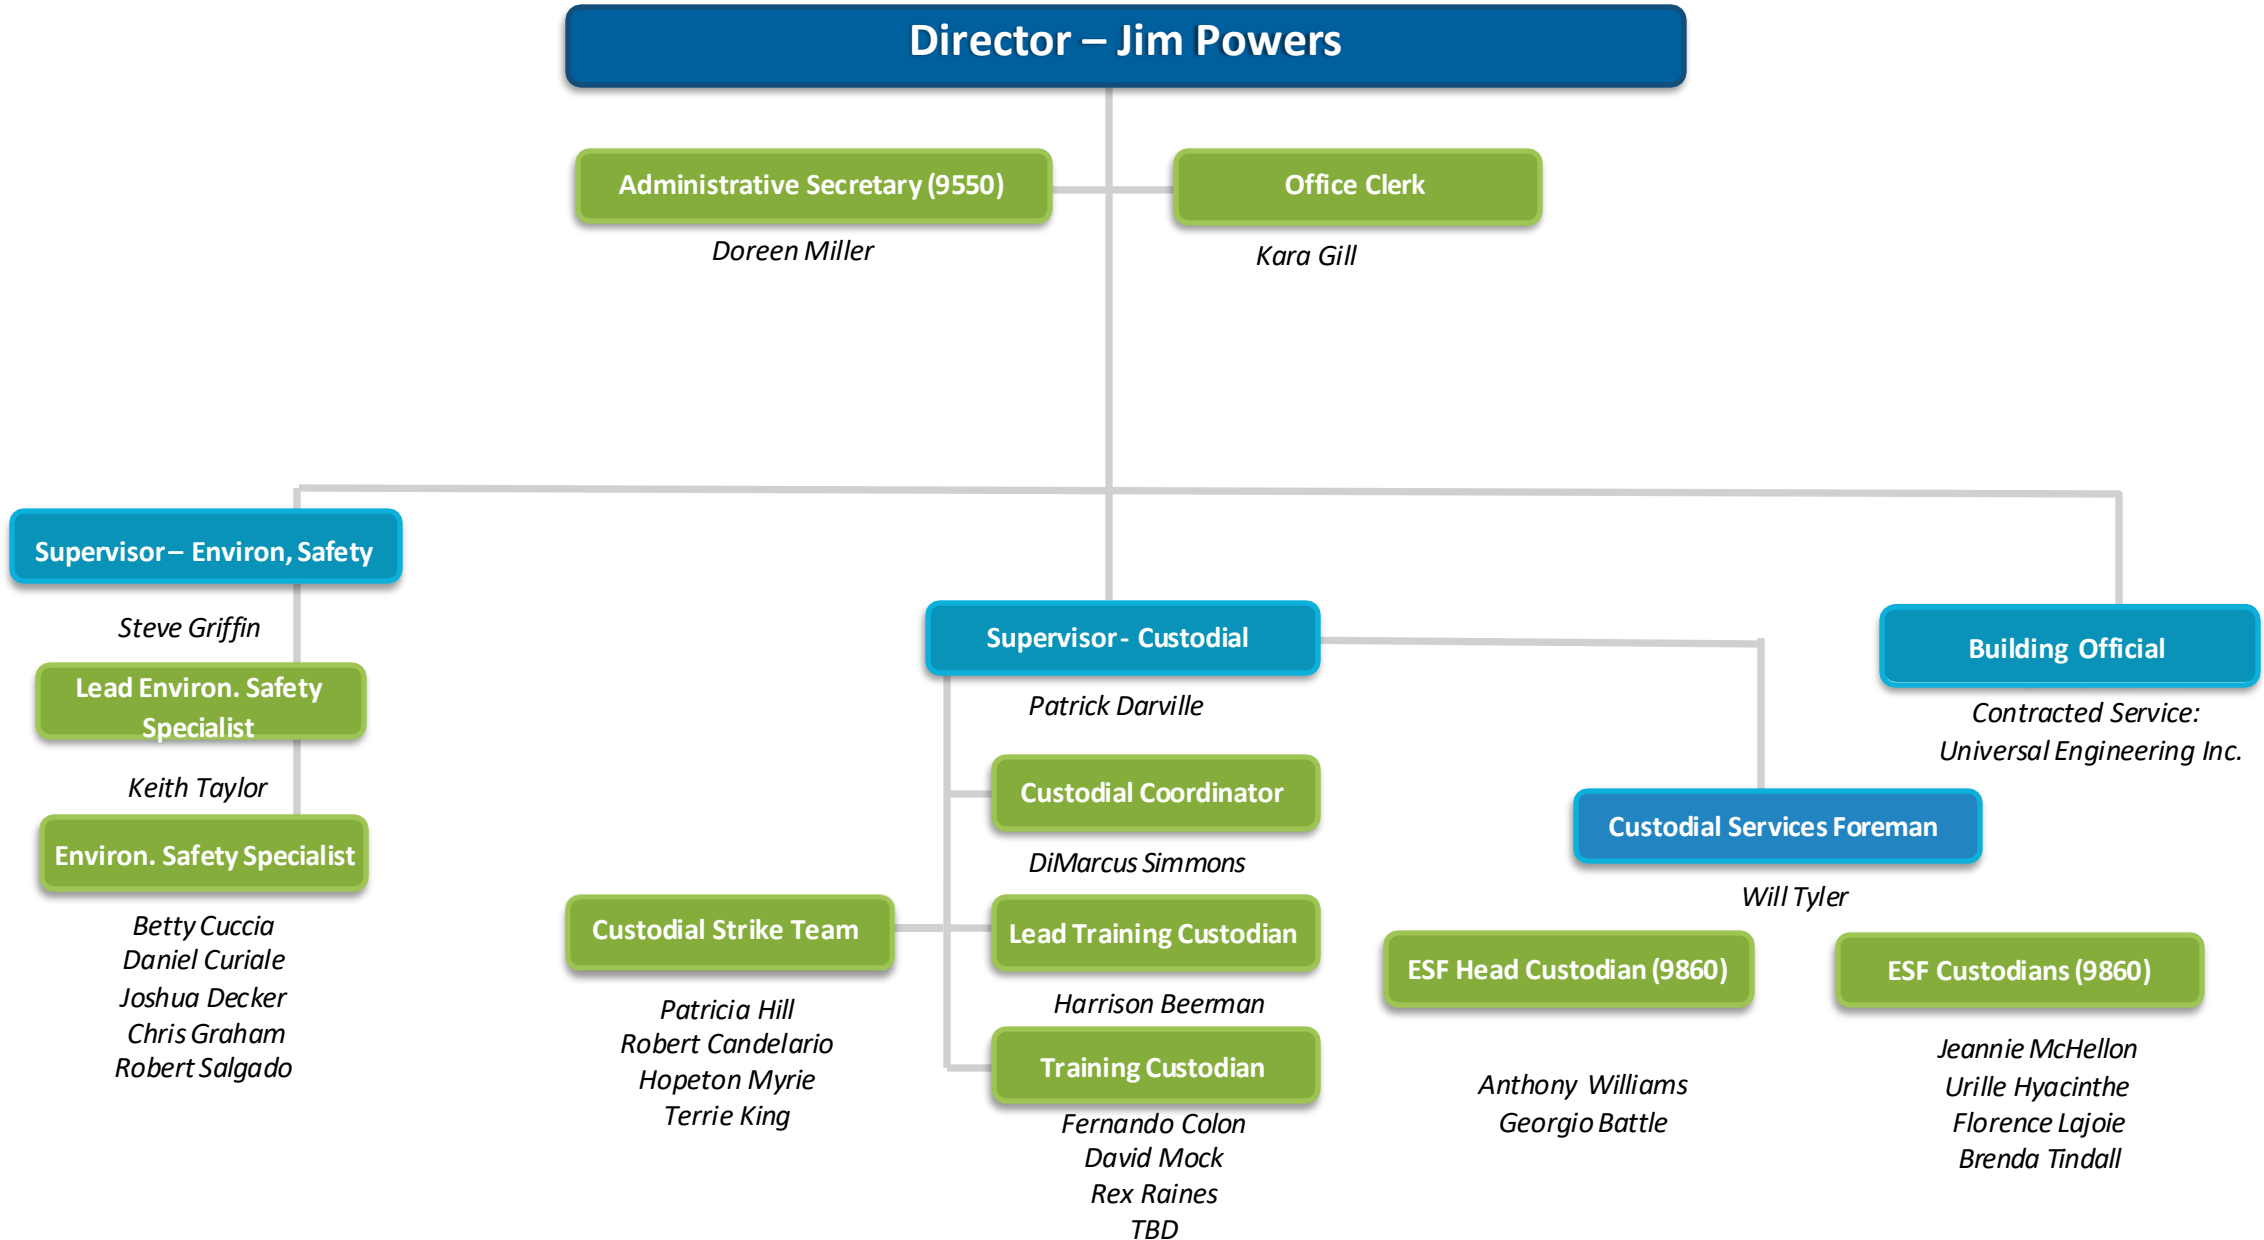 Director – Jim Powers
Administrative Secretary (9550)
Doreen Miller
Office Clerk
Kara Gill
Supervisor – Environ, Safety
Steve Griffin
Lead Environ. Safety
Specialist
Keith Taylor
Environ. Safety Specialist
Betty Cuccia
Daniel Curiale
Joshua Decker
Chris Graham
Robert Salgado
Supervisor - Custodial
Patrick Darville
Custodial Coordinator
DiMarcus Simmons
Custodial Strike Team
Patricia Hill
Robert Candelario
Hopeton Myrie
Terrie King
Lead Training Custodian
Harrison Beerman
Training Custodian
Fernando Colon
David Mock
Rex Raines
TBD
Custodial Services Foreman
Will Tyler
ESF Head Custodian (9860)
Anthony Williams
Georgio Battle
ESF Custodians (9860)
Jeannie McHellon
Urille Hyacinthe
Florence Lajoie
Brenda Tindall
Building Official
Contracted Service:
Universal Engineering Inc.